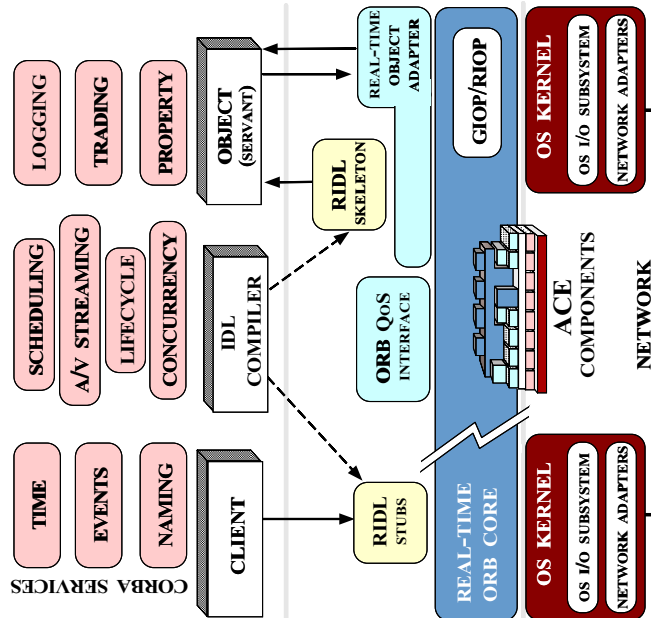 CORBA SERVICES
TIME
EVENTS
NAMING
SCHEDULING
A/V STREAMING
LIFECYCLE
CONCURRENCY
LOGGING
TRADING
PROPERTY
CLIENT
IDL
COMPILER
OBJECT
(SERVANT)
RIDL
STUBS
ORB QoS
INTERFACE
RIDL
SKELETON
REAL-TIME
OBJECT
ADAPTER
REAL-TIME
ORB CORE
GIOP/RIOP
OS KERNEL
OS I/O SUBSYSTEM
NETWORK ADAPTERS
ACE
COMPONENTS
OS KERNEL
OS I/O SUBSYSTEM
NETWORK ADAPTERS
NETWORK